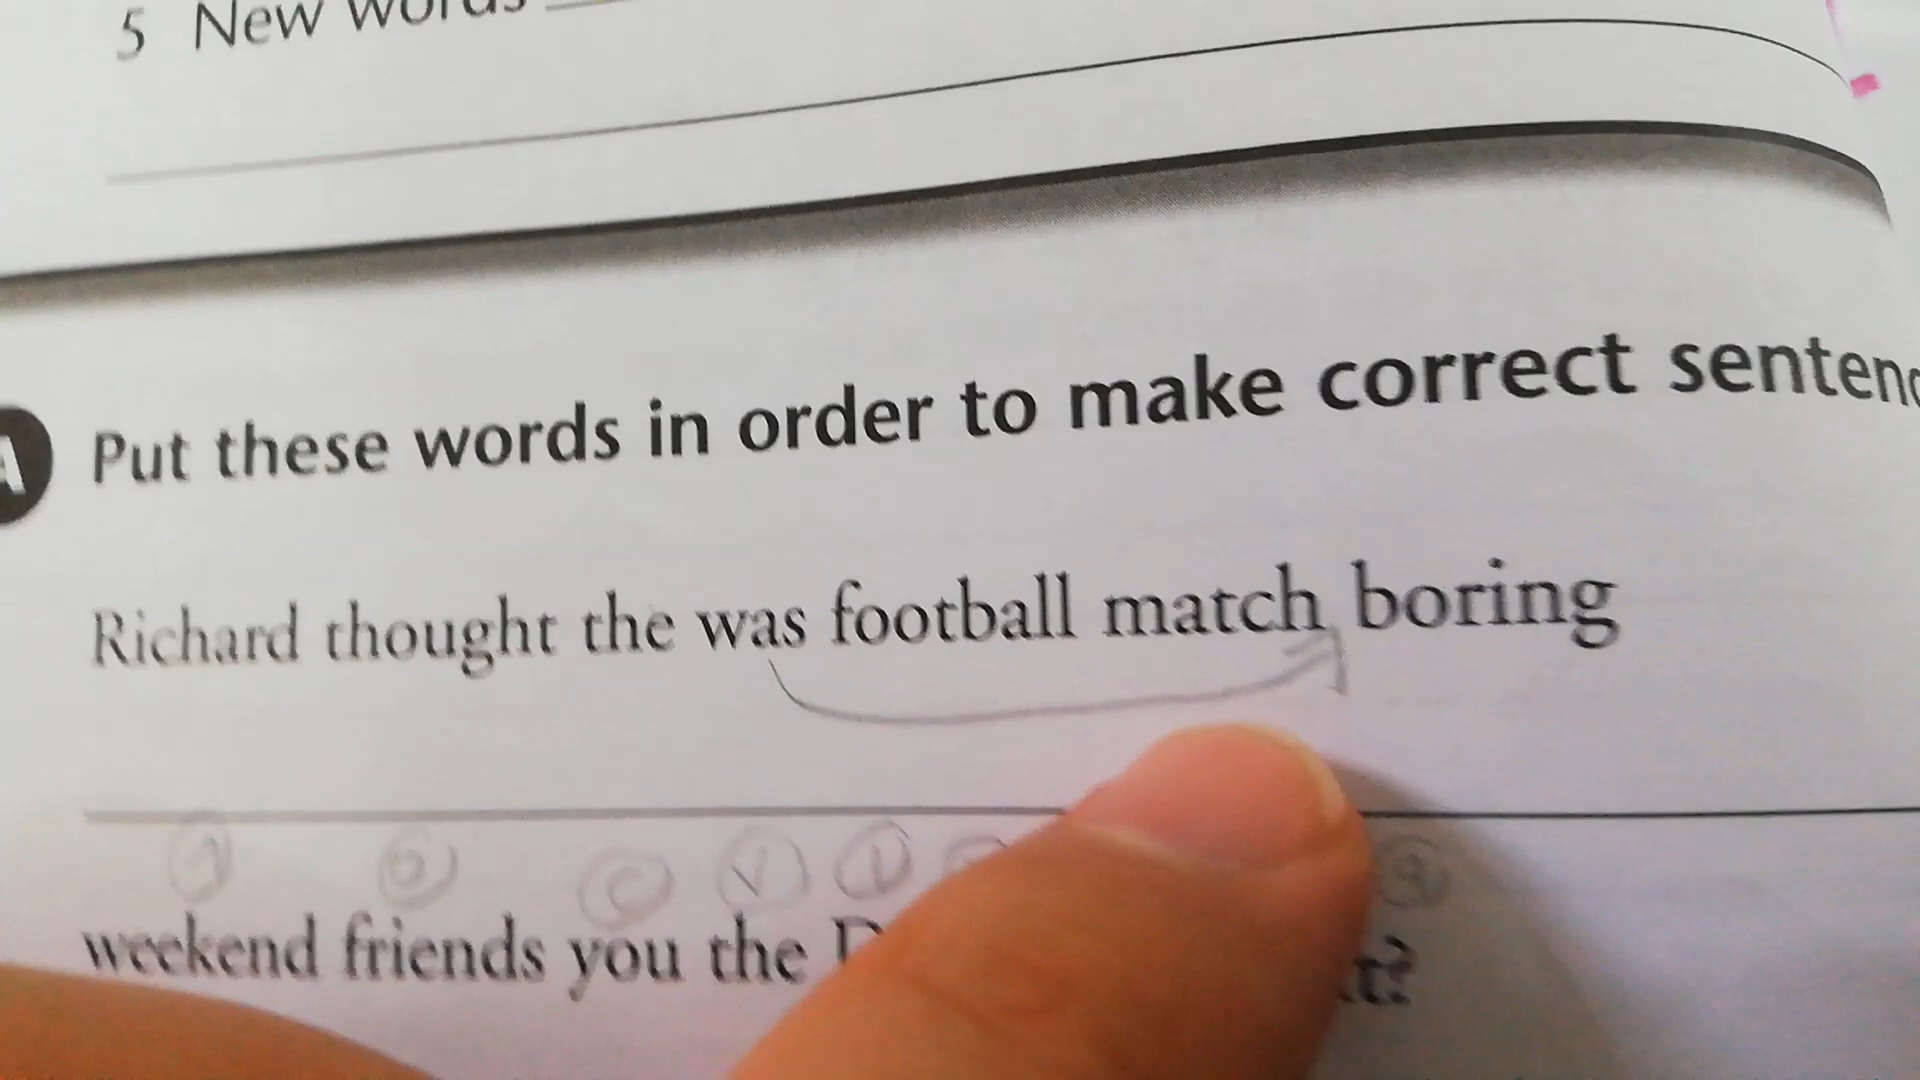 5 New words
A Put these words in order to make correct
Richard thought the was football match boring
weekend friends you the